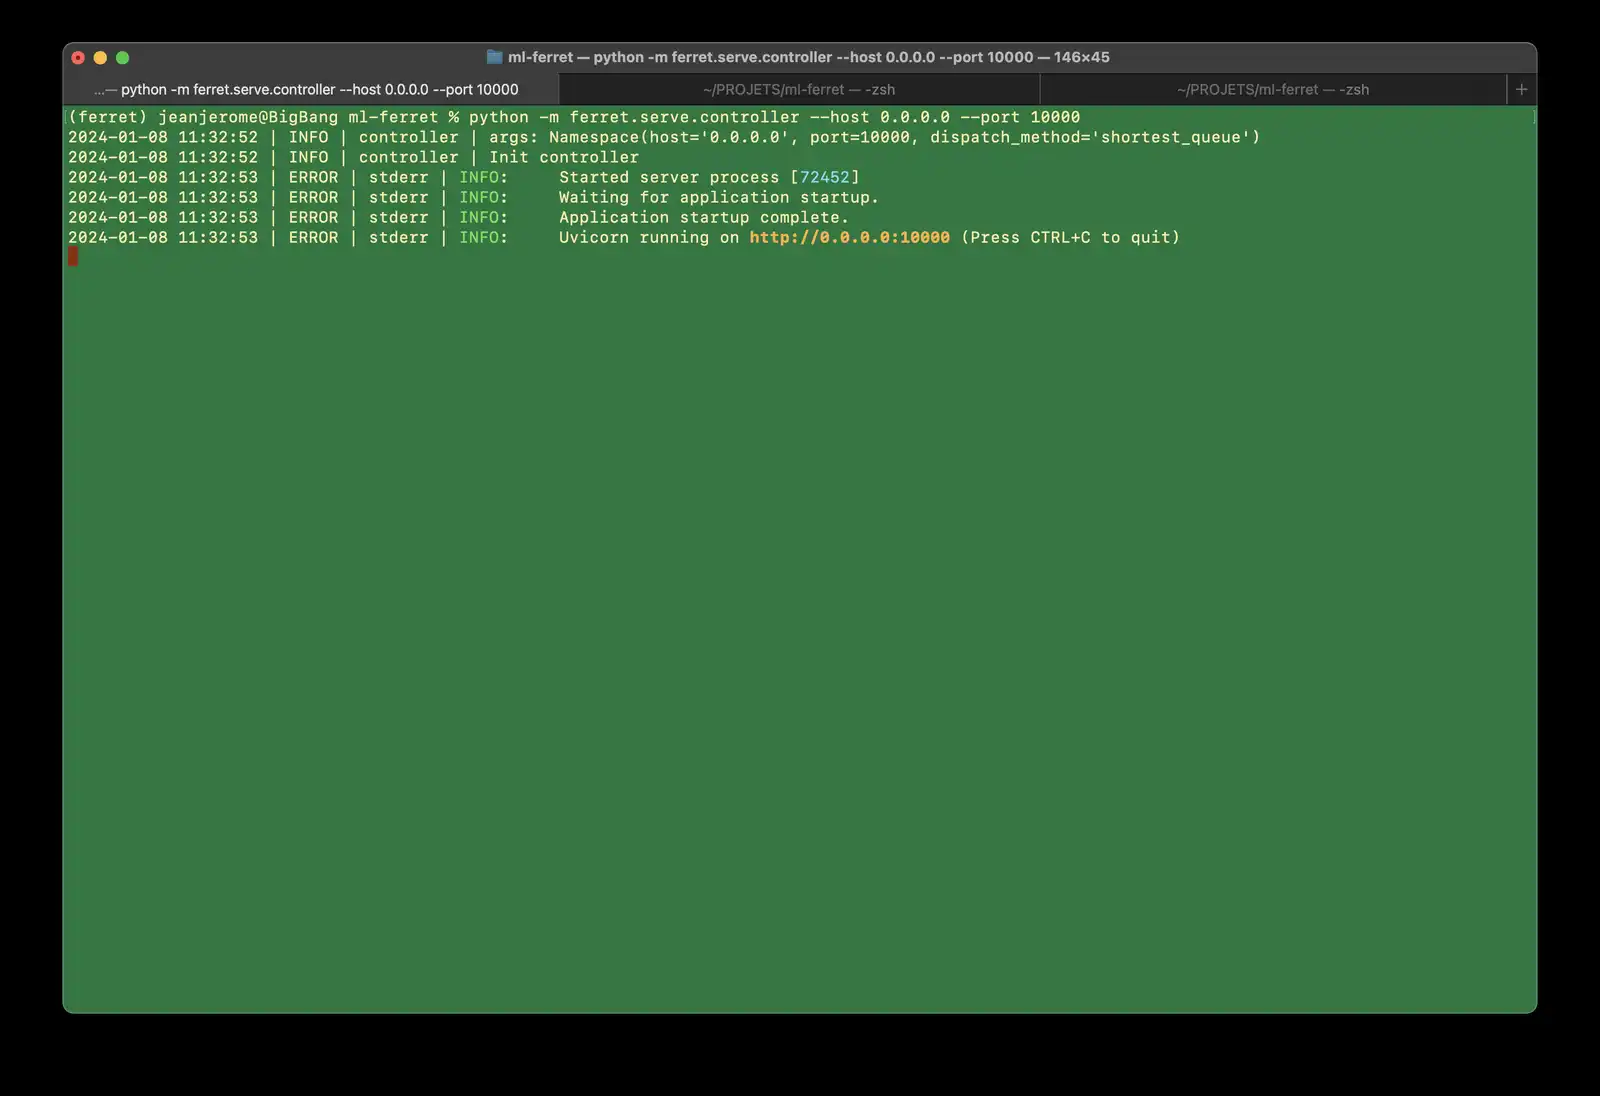 ml-ferret — python -m ferret.serve.controller --host 0.0.0.0 --port 10000 — 146×45
...— python -m ferret.serve.controller --host 0.0.0.0 --port 10000 ~/PROJETS/ml-ferret — -zsh ~/PROJETS/ml-ferret — -zsh +
(ferret) jeanjerome@BigBang ml-ferret % python -m ferret.serve.controller --host 0.0.0.0 --port 10000
2024-01-08 11:32:52 | INFO | controller | args: Namespace(host='0.0.0.0', port=10000, dispatch_method='shortest_queue')
2024-01-08 11:32:52 | INFO | controller | Init controller
2024-01-08 11:32:53 | ERROR | stderr | INFO:     Started server process [72452]
2024-01-08 11:32:53 | ERROR | stderr | INFO:     Waiting for application startup.
2024-01-08 11:32:53 | ERROR | stderr | INFO:     Application startup complete.
2024-01-08 11:32:53 | ERROR | stderr | INFO:     Uvicorn running on http://0.0.0.0:10000 (Press CTRL+C to quit)